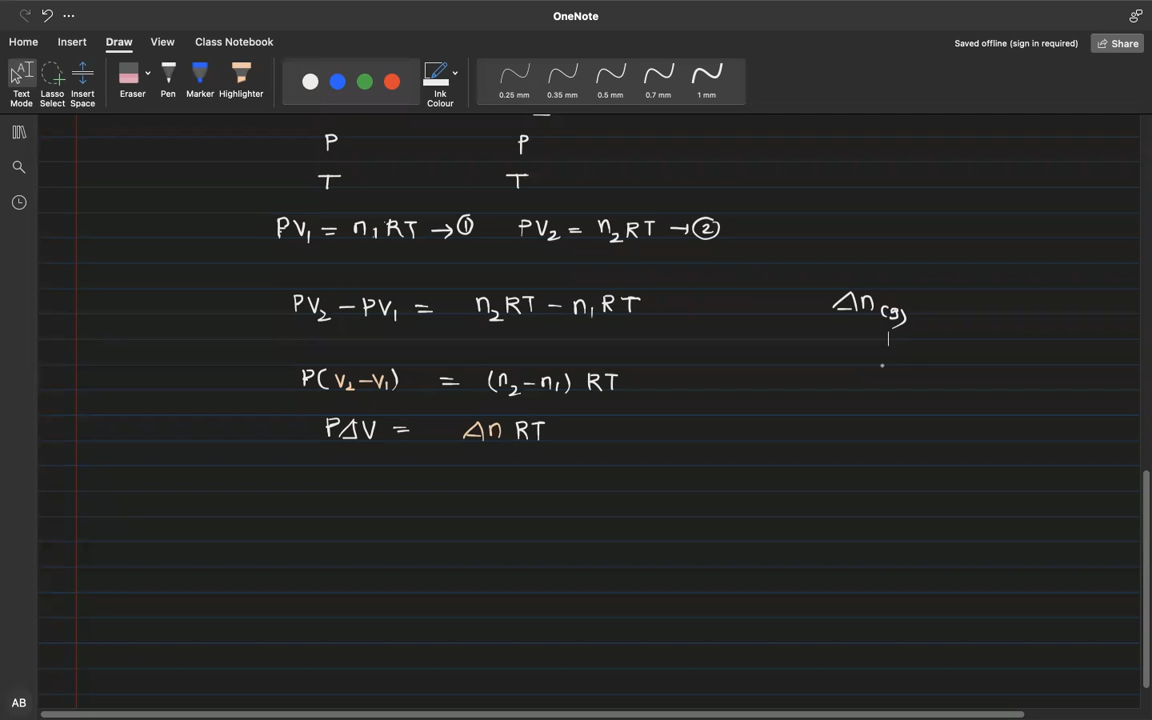 OneNote
Home Insert Draw View Class Notebook
Saved offline (sign in required) Share
Text Mode Lasso Select Insert Space Eraser Pen Marker Highlighter Ink Colour 0.25 mm 0.35 mm 0.5 mm 0.7 mm 1 mm
P P
T T
PV₁ = n₁RT → ① PV₂ = n₂RT → ②
PV₂ − PV₁ = n₂RT − n₁RT Δn(g)
P(V₂ − V₁) = (n₂ − n₁) RT
PΔV = Δn RT
AB